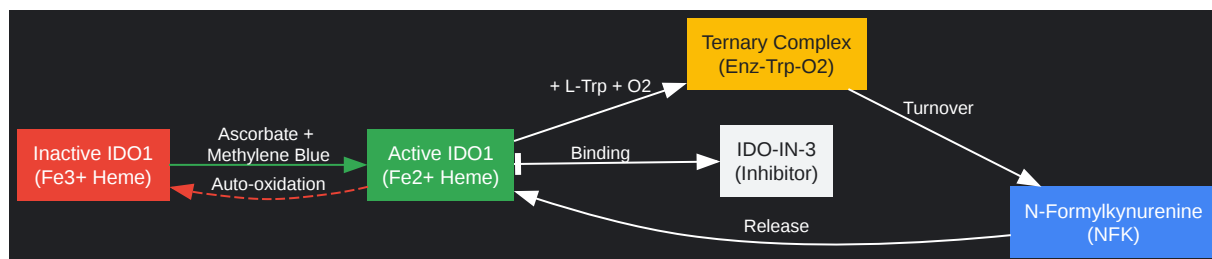 Ternary Complex
(Enz-Trp-O2)
+ L-Trp + O2
Turnover
Inactive IDO1
(Fe3+ Heme)
Ascorbate +
Methylene Blue
Auto-oxidation
Active IDO1
(Fe2+ Heme)
Binding
IDO-IN-3
(Inhibitor)
N-Formylkynurenine
(NFK)
Release